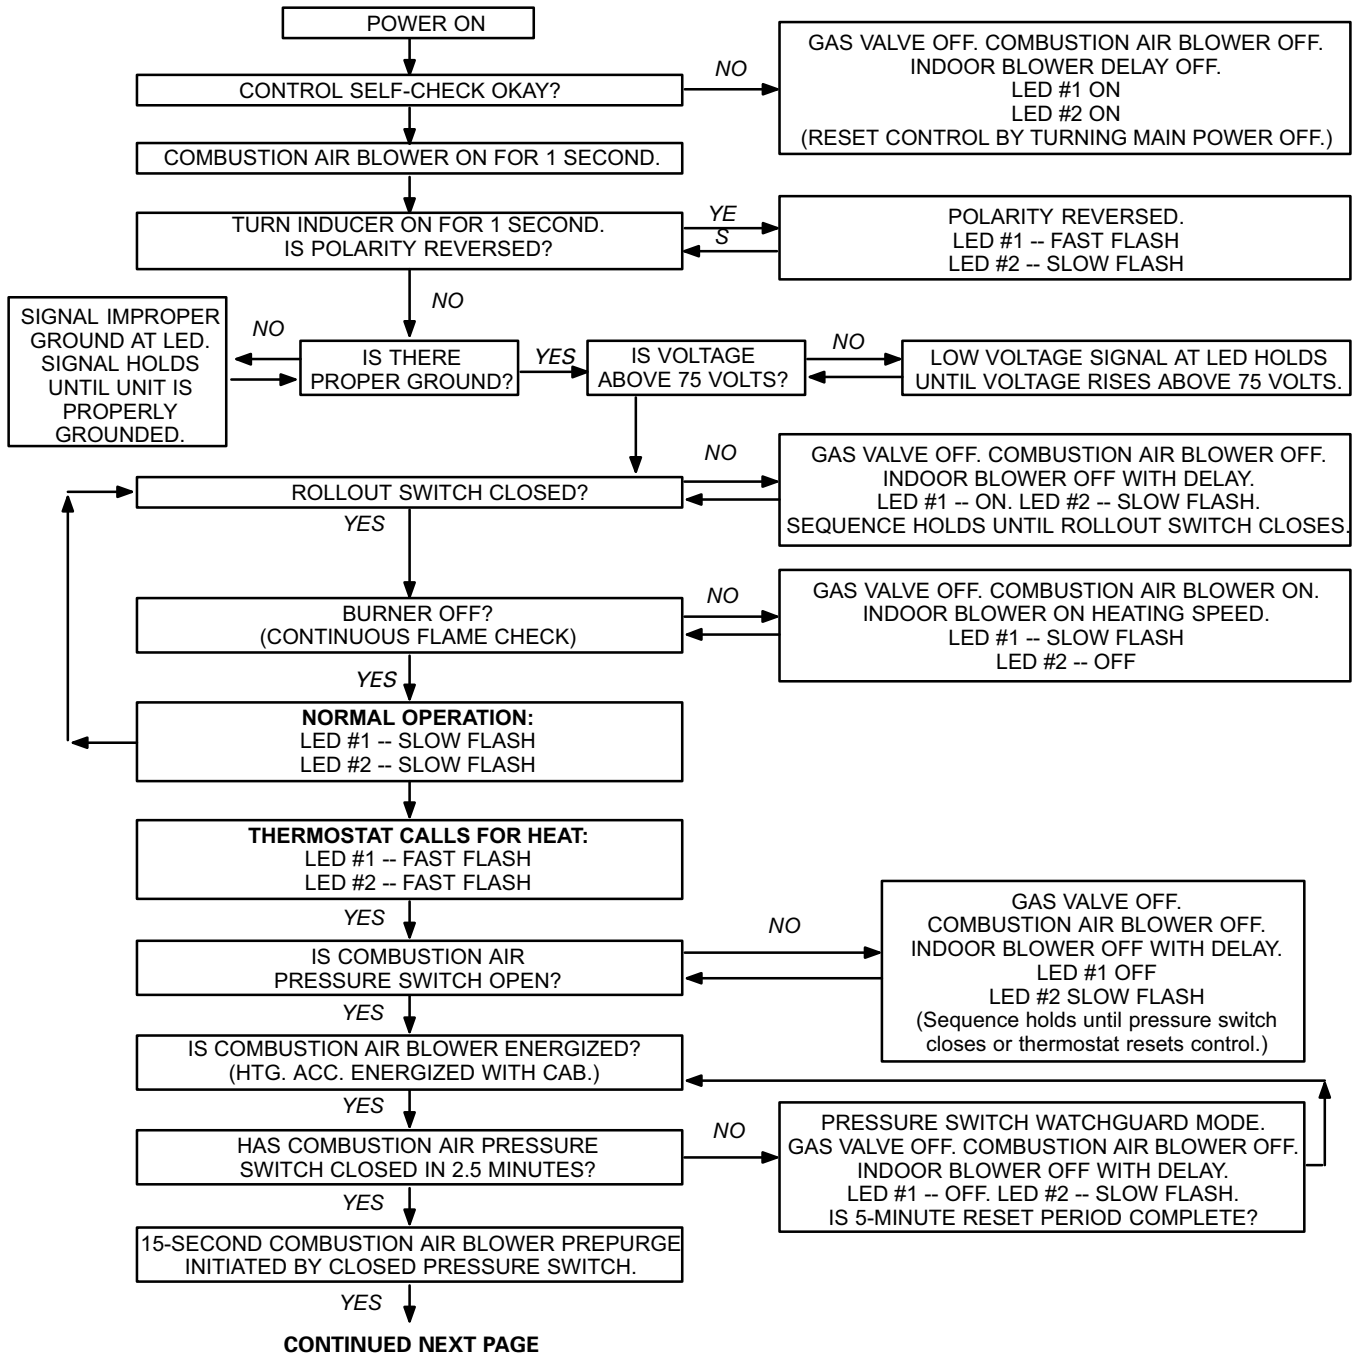 POWER ON
CONTROL SELF-CHECK OKAY?
NO
GAS VALVE OFF. COMBUSTION AIR BLOWER OFF.
INDOOR BLOWER DELAY OFF.
LED #1 ON
LED #2 ON
(RESET CONTROL BY TURNING MAIN POWER OFF.)
COMBUSTION AIR BLOWER ON FOR 1 SECOND.
TURN INDUCER ON FOR 1 SECOND.
IS POLARITY REVERSED?
YE
S
POLARITY REVERSED.
LED #1 -- FAST FLASH
LED #2 -- SLOW FLASH
NO
SIGNAL IMPROPER
GROUND AT LED.
SIGNAL HOLDS
UNTIL UNIT IS
PROPERLY
GROUNDED.
NO
IS THERE
PROPER GROUND?
YES
IS VOLTAGE
ABOVE 75 VOLTS?
NO
LOW VOLTAGE SIGNAL AT LED HOLDS
UNTIL VOLTAGE RISES ABOVE 75 VOLTS.
ROLLOUT SWITCH CLOSED?
NO
GAS VALVE OFF. COMBUSTION AIR BLOWER OFF.
INDOOR BLOWER OFF WITH DELAY.
LED #1 -- ON. LED #2 -- SLOW FLASH.
SEQUENCE HOLDS UNTIL ROLLOUT SWITCH CLOSES.
YES
BURNER OFF?
(CONTINUOUS FLAME CHECK)
NO
GAS VALVE OFF. COMBUSTION AIR BLOWER ON.
INDOOR BLOWER ON HEATING SPEED.
LED #1 -- SLOW FLASH
LED #2 -- OFF
YES
NORMAL OPERATION:
LED #1 -- SLOW FLASH
LED #2 -- SLOW FLASH
THERMOSTAT CALLS FOR HEAT:
LED #1 -- FAST FLASH
LED #2 -- FAST FLASH
YES
IS COMBUSTION AIR
PRESSURE SWITCH OPEN?
NO
GAS VALVE OFF.
COMBUSTION AIR BLOWER OFF.
INDOOR BLOWER OFF WITH DELAY.
LED #1 OFF
LED #2 SLOW FLASH
(Sequence holds until pressure switch
closes or thermostat resets control.)
YES
IS COMBUSTION AIR BLOWER ENERGIZED?
(HTG. ACC. ENERGIZED WITH CAB.)
YES
HAS COMBUSTION AIR PRESSURE
SWITCH CLOSED IN 2.5 MINUTES?
NO
PRESSURE SWITCH WATCHGUARD MODE.
GAS VALVE OFF. COMBUSTION AIR BLOWER OFF.
INDOOR BLOWER OFF WITH DELAY.
LED #1 -- OFF. LED #2 -- SLOW FLASH.
IS 5-MINUTE RESET PERIOD COMPLETE?
YES
15-SECOND COMBUSTION AIR BLOWER PREPURGE
INITIATED BY CLOSED PRESSURE SWITCH.
YES
CONTINUED NEXT PAGE